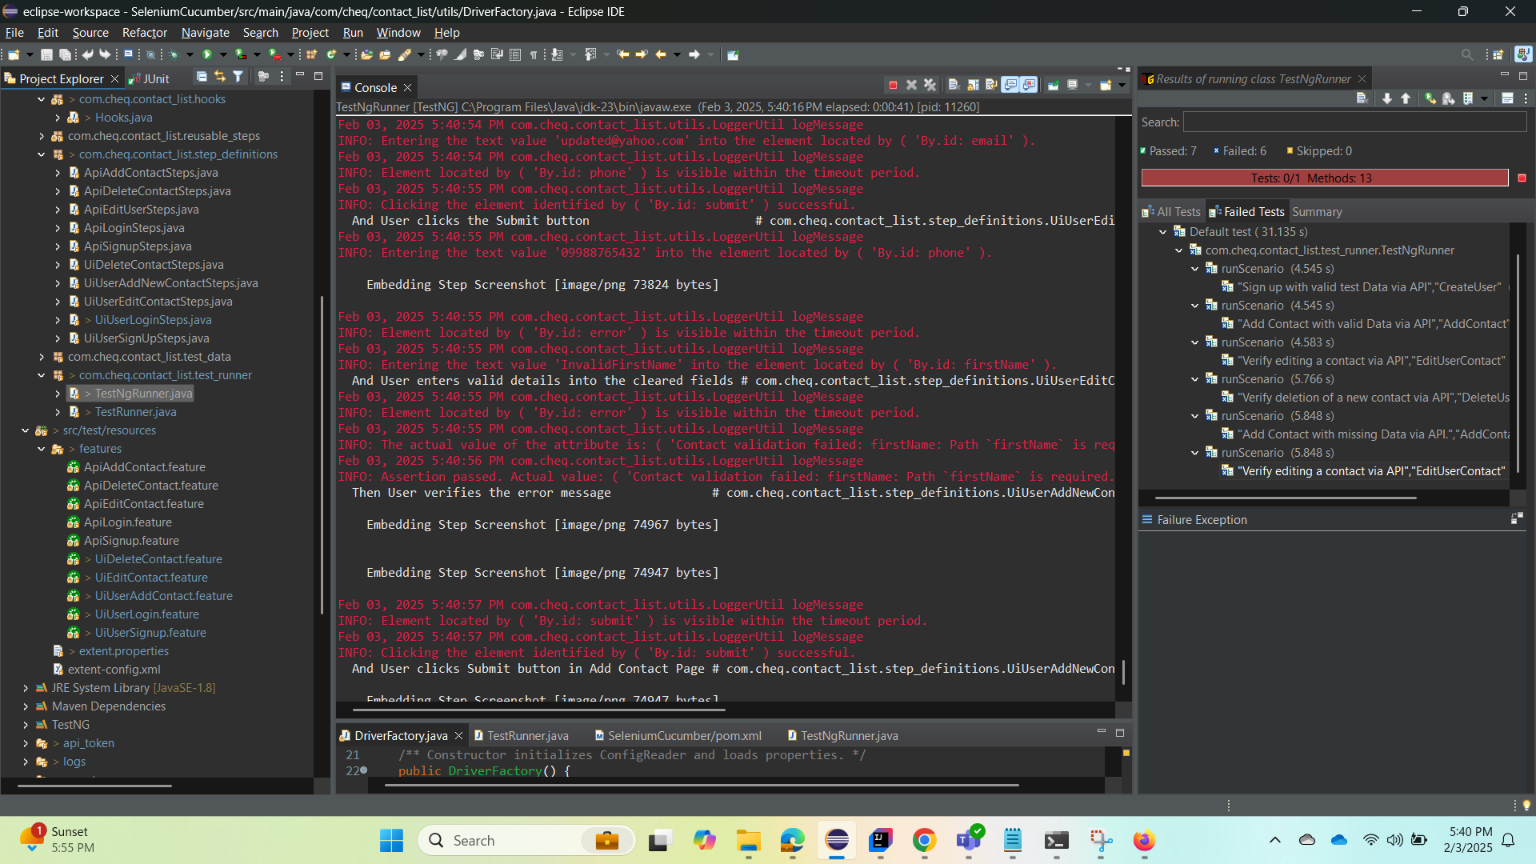 eclipse-workspace - SeleniumCucumber/src/main/java/com/cheq/contact_list/utils/DriverFactory.java - Eclipse IDE
File Edit Source Refactor Navigate Search Project Run Window Help
Project Explorer JUnit
com.cheq.contact_list.hooks
> Hooks.java
com.cheq.contact_list.reusable_steps
> com.cheq.contact_list.step_definitions
ApiAddContactSteps.java
ApiDeleteContactSteps.java
ApiEditUserSteps.java
ApiLoginSteps.java
ApiSignupSteps.java
UiDeleteContactSteps.java
UiUserAddNewContactSteps.java
UiUserEditContactSteps.java
> UiUserLoginSteps.java
UiUserSignUpSteps.java
com.cheq.contact_list.test_data
> com.cheq.contact_list.test_runner
> TestNgRunner.java
> TestRunner.java
> src/test/resources
> features
ApiAddContact.feature
ApiDeleteContact.feature
ApiEditContact.feature
ApiLogin.feature
ApiSignup.feature
> UiDeleteContact.feature
> UiEditContact.feature
> UiUserAddContact.feature
> UiUserLogin.feature
> UiUserSignup.feature
> extent.properties
extent-config.xml
JRE System Library [JavaSE-1.8]
Maven Dependencies
TestNG
> api_token
> logs
Console
TestNgRunner [TestNG] C:\Program Files\Java\jdk-23\bin\javaw.exe (Feb 3, 2025, 5:40:16 PM elapsed: 0:00:41) [pid: 11260]
Feb 03, 2025 5:40:54 PM com.cheq.contact_list.utils.LoggerUtil logMessage
INFO: Entering the text value 'updated@yahoo.com' into the element located by ( 'By.id: email' ).
Feb 03, 2025 5:40:54 PM com.cheq.contact_list.utils.LoggerUtil logMessage
INFO: Element located by ( 'By.id: phone' ) is visible within the timeout period.
Feb 03, 2025 5:40:55 PM com.cheq.contact_list.utils.LoggerUtil logMessage
INFO: Clicking the element identified by ( 'By.id: submit' ) successful.
And User clicks the Submit button # com.cheq.contact_list.step_definitions.UiUserEdi
Feb 03, 2025 5:40:55 PM com.cheq.contact_list.utils.LoggerUtil logMessage
INFO: Entering the text value '09988765432' into the element located by ( 'By.id: phone' ).
Embedding Step Screenshot [image/png 73824 bytes]
Feb 03, 2025 5:40:55 PM com.cheq.contact_list.utils.LoggerUtil logMessage
INFO: Element located by ( 'By.id: error' ) is visible within the timeout period.
Feb 03, 2025 5:40:55 PM com.cheq.contact_list.utils.LoggerUtil logMessage
INFO: Entering the text value 'InvalidFirstName' into the element located by ( 'By.id: firstName' ).
And User enters valid details into the cleared fields # com.cheq.contact_list.step_definitions.UiUserEditC
Feb 03, 2025 5:40:55 PM com.cheq.contact_list.utils.LoggerUtil logMessage
INFO: Element located by ( 'By.id: error' ) is visible within the timeout period.
Feb 03, 2025 5:40:55 PM com.cheq.contact_list.utils.LoggerUtil logMessage
INFO: The actual value of the attribute is: ( 'Contact validation failed: firstName: Path `firstName` is req
Feb 03, 2025 5:40:56 PM com.cheq.contact_list.utils.LoggerUtil logMessage
INFO: Assertion passed. Actual value: ( 'Contact validation failed: firstName: Path `firstName` is required.
Then User verifies the error message # com.cheq.contact_list.step_definitions.UiUserAddNewCon
Embedding Step Screenshot [image/png 74967 bytes]
Embedding Step Screenshot [image/png 74947 bytes]
Feb 03, 2025 5:40:57 PM com.cheq.contact_list.utils.LoggerUtil logMessage
INFO: Element located by ( 'By.id: submit' ) is visible within the timeout period.
Feb 03, 2025 5:40:57 PM com.cheq.contact_list.utils.LoggerUtil logMessage
INFO: Clicking the element identified by ( 'By.id: submit' ) successful.
And User clicks Submit button in Add Contact Page # com.cheq.contact_list.step_definitions.UiUserAddNewCon
Embedding Step Screenshot [image/png 74947 bytes]
DriverFactory.java TestRunner.java SeleniumCucumber/pom.xml TestNgRunner.java
21 /** Constructor initializes ConfigReader and loads properties. */
22 public DriverFactory() {
Results of running class TestNgRunner
Search:
Passed: 7 Failed: 6 Skipped: 0
Tests: 0/1 Methods: 13
All Tests Failed Tests Summary
Default test ( 31.135 s)
com.cheq.contact_list.test_runner.TestNgRunner
runScenario (4.545 s)
"Sign up with valid test Data via API","CreateUser" (
runScenario (4.545 s)
"Add Contact with valid Data via API","AddContact"
runScenario (4.583 s)
"Verify editing a contact via API","EditUserContact"
runScenario (5.766 s)
"Verify deletion of a new contact via API","DeleteUs
runScenario (5.848 s)
"Add Contact with missing Data via API.","AddConta
runScenario (5.848 s)
"Verify editing a contact via API","EditUserContact"
Failure Exception
1
Sunset
5:55 PM
Search
5:40 PM
2/3/2025